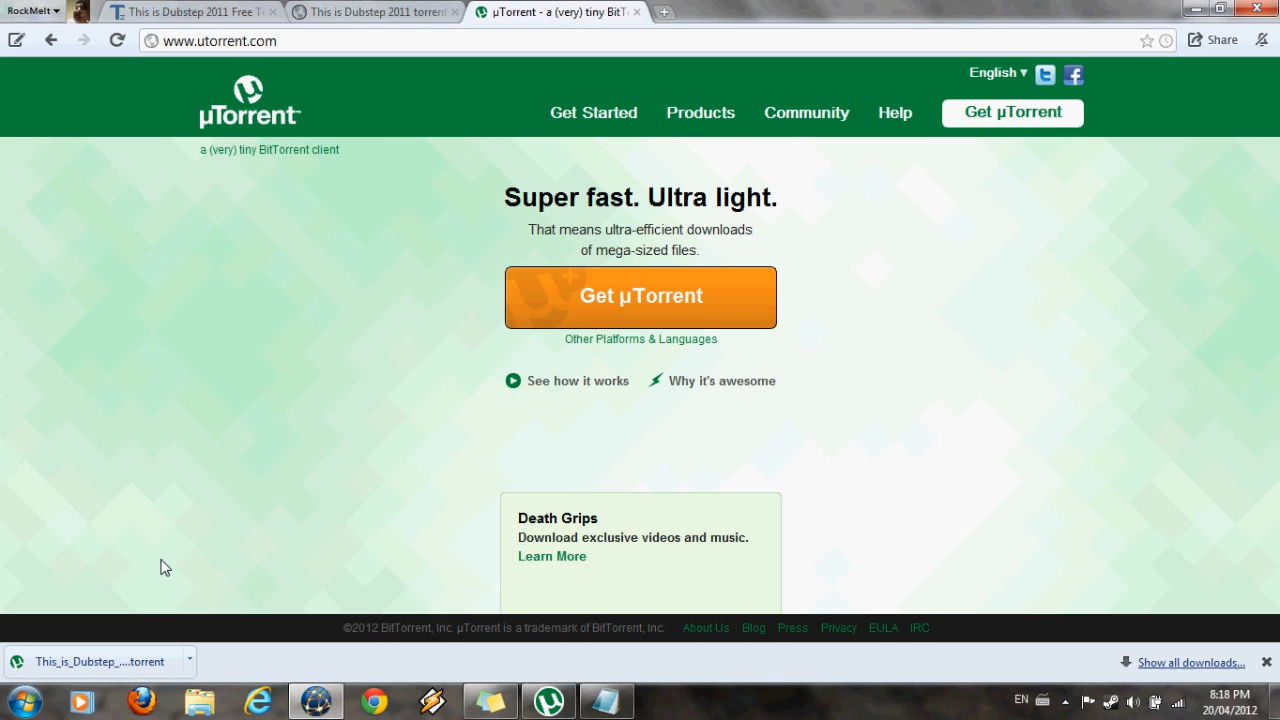 RockMelt
This is Dubstep 2011 Free To
This is Dubstep 2011 torrent
µTorrent - a (very) tiny BitTo
www.utorrent.com
Share
English
µTorrent™
Get Started
Products
Community
Help
Get µTorrent
a (very) tiny BitTorrent client
Super fast. Ultra light.
That means ultra-efficient downloads
of mega-sized files.
Get µTorrent
Other Platforms & Languages
See how it works
Why it's awesome
Death Grips
Download exclusive videos and music.
Learn More
©2012 BitTorrent, Inc. µTorrent is a trademark of BitTorrent, Inc. About Us Blog Press Privacy EULA IRC
This_is_Dubstep_....torrent
Show all downloads...
EN
8:18 PM
20/04/2012